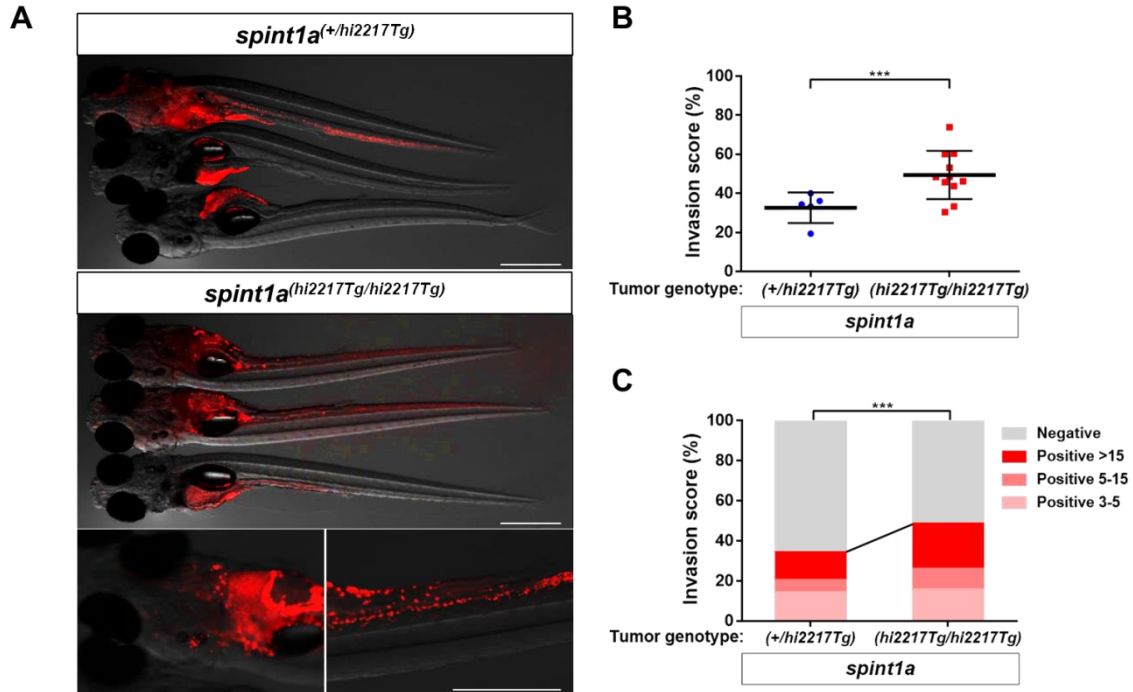 A
spint1a(+/hi2217Tg)
spint1a(hi2217Tg/hi2217Tg)
B
100
80
60
40
20
0
Invasion score (%)
***
Tumor genotype: (+/hi2217Tg) (hi2217Tg/hi2217Tg)
spint1a
C
100
80
60
40
20
0
Invasion score (%)
***
Negative
Positive >15
Positive 5-15
Positive 3-5
Tumor genotype: (+/hi2217Tg) (hi2217Tg/hi2217Tg)
spint1a